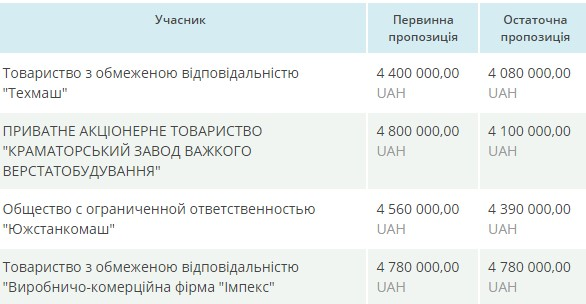 Учасник Первинна пропозиція Остаточна пропозиція
Товариство з обмеженою відповідальністю 4 400 000,00 4 080 000,00
"Техмаш" UAH UAH
ПРИВАТНЕ АКЦІОНЕРНЕ ТОВАРИСТВО 4 800 000,00 4 100 000,00
"КРАМАТОРСЬКИЙ ЗАВОД ВАЖКОГО UAH UAH
ВЕРСТАТОБУДУВАННЯ"
Общество с ограниченной ответственностью 4 560 000,00 4 390 000,00
"Южстанкомаш" UAH UAH
Товариство з обмеженою відповідальністю 4 780 000,00 4 780 000,00
"Виробничо-комерційна фірма "Імпекс" UAH UAH